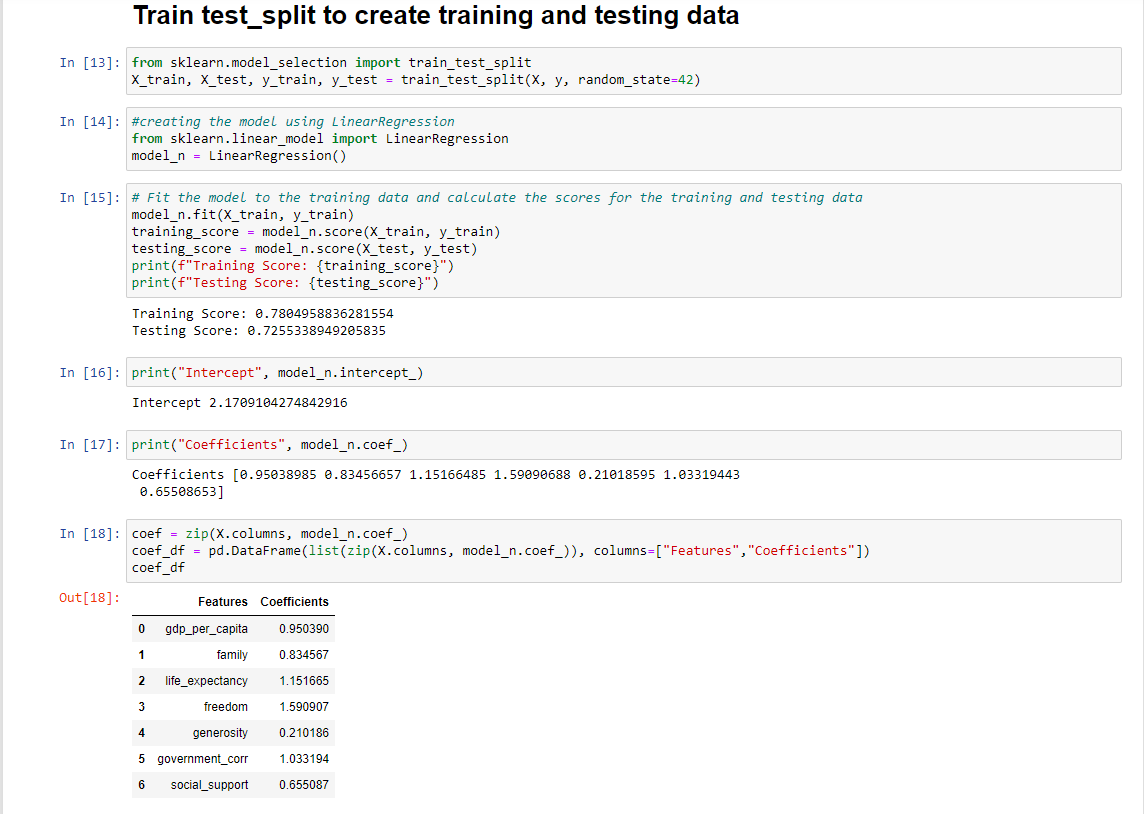 Train test_split to create training and testing data
In [13]: from sklearn.model_selection import train_test_split
X_train, X_test, y_train, y_test = train_test_split(X, y, random_state=42)
In [14]: #creating the model using LinearRegression
from sklearn.linear_model import LinearRegression
model_n = LinearRegression()
In [15]: # Fit the model to the training data and calculate the scores for the training and testing data
model_n.fit(X_train, y_train)
training_score = model_n.score(X_train, y_train)
testing_score = model_n.score(X_test, y_test)
print(f"Training Score: {training_score}")
print(f"Testing Score: {testing_score}")
Training Score: 0.7804958836281554
Testing Score: 0.7255338949205835
In [16]: print("Intercept", model_n.intercept_)
Intercept 2.1709104274842916
In [17]: print("Coefficients", model_n.coef_)
Coefficients [0.95038985 0.83456657 1.15166485 1.59090688 0.21018595 1.03319443
0.65508653]
In [18]: coef = zip(X.columns, model_n.coef_)
coef_df = pd.DataFrame(list(zip(X.columns, model_n.coef_)), columns=["Features","Coefficients"])
coef_df
Out[18]: Features Coefficients
0 gdp_per_capita 0.950390
1 family 0.834567
2 life_expectancy 1.151665
3 freedom 1.590907
4 generosity 0.210186
5 government_corr 1.033194
6 social_support 0.655087